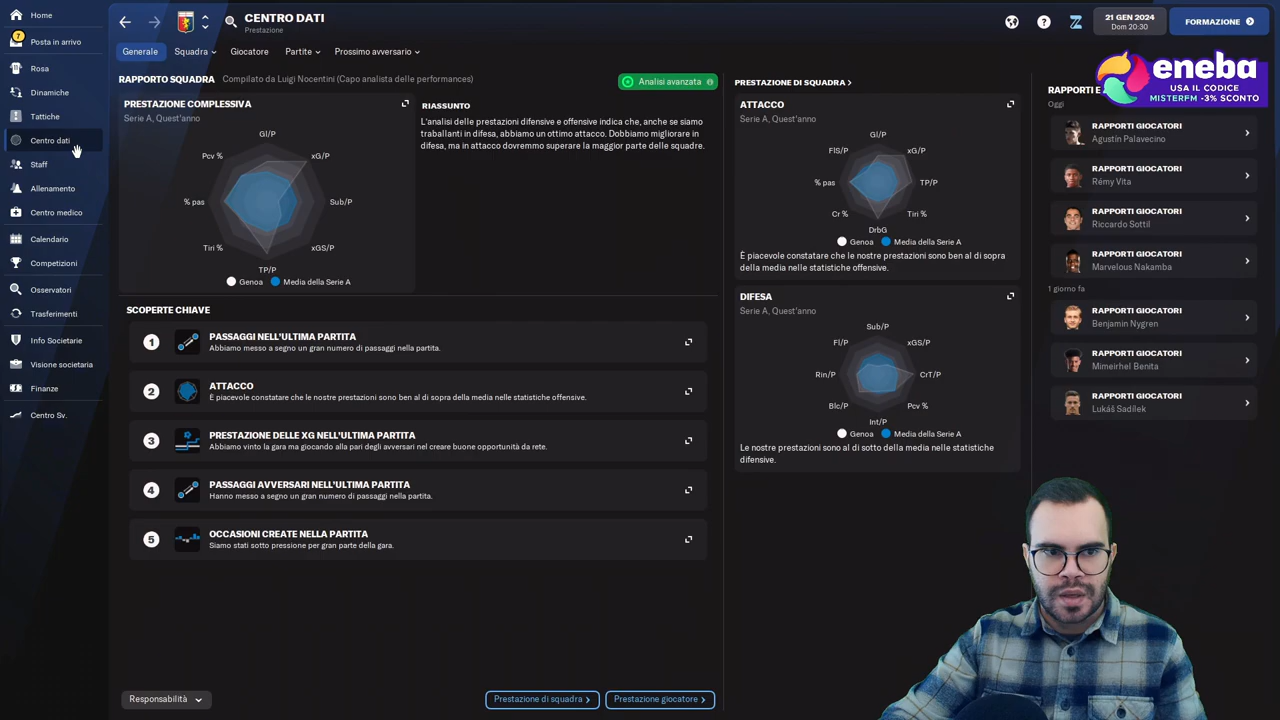 Home
7
Posta in arrivo
Rosa
Dinamiche
Tattiche
Centro dati
Staff
Allenamento
Centro medico
Calendario
Competizioni
Osservatori
Trasferimenti
Info Societarie
Visione societaria
Finanze
Centro Sv.
CENTRO DATI
Prestazione
21 GEN 2024
Dom 20:30
FORMAZIONE
Generale
Squadra
Giocatore
Partite
Prossimo avversario
eneba
USA IL CODICE
MISTERFM -3% SCONTO
RAPPORTO SQUADRA
Compilato da Luigi Nocentini (Capo analista delle performances)
Analisi avanzata
PRESTAZIONE COMPLESSIVA
Serie A, Quest'anno
Gl/P
xG/P
Sub/P
xGS/P
TP/P
Tiri %
% pas
Pcv %
Genoa
Media della Serie A
RIASSUNTO
L'analisi delle prestazioni difensive e offensive indica che, anche se siamo
traballanti in difesa, abbiamo un ottimo attacco. Dobbiamo migliorare in
difesa, ma in attacco dovremmo superare la maggior parte delle squadre.
SCOPERTE CHIAVE
1
PASSAGGI NELL'ULTIMA PARTITA
Abbiamo messo a segno un gran numero di passaggi nella partita.
2
ATTACCO
È piacevole constatare che le nostre prestazioni sono ben al di sopra della media nelle statistiche offensive.
3
PRESTAZIONE DELLE XG NELL'ULTIMA PARTITA
Abbiamo vinto la gara ma giocando alla pari degli avversari nel creare buone opportunità da rete.
4
PASSAGGI AVVERSARI NELL'ULTIMA PARTITA
Hanno messo a segno un gran numero di passaggi nella partita.
5
OCCASIONI CREATE NELLA PARTITA
Siamo stati sotto pressione per gran parte della gara.
Responsabilità
Prestazione di squadra
Prestazione giocatore
PRESTAZIONE DI SQUADRA
ATTACCO
Serie A, Quest'anno
Gl/P
xG/P
TP/P
Tiri %
DrbG
Cr %
% pas
FlS/P
Genoa
Media della Serie A
È piacevole constatare che le nostre prestazioni sono ben al di sopra
della media nelle statistiche offensive.
DIFESA
Serie A, Quest'anno
Sub/P
xGS/P
CrT/P
Pcv %
Int/P
Blc/P
Rin/P
Fl/P
Genoa
Media della Serie A
Le nostre prestazioni sono al di sotto della media nelle statistiche
difensive.
RAPPORTI E
Oggi
RAPPORTI GIOCATORI
Agustín Palavecino
RAPPORTI GIOCATORI
Rémy Vita
RAPPORTI GIOCATORI
Riccardo Sottil
RAPPORTI GIOCATORI
Marvelous Nakamba
1 giorno fa
RAPPORTI GIOCATORI
Benjamin Nygren
RAPPORTI GIOCATORI
Mimeirhel Benita
RAPPORTI GIOCATORI
Lukáš Sadílek